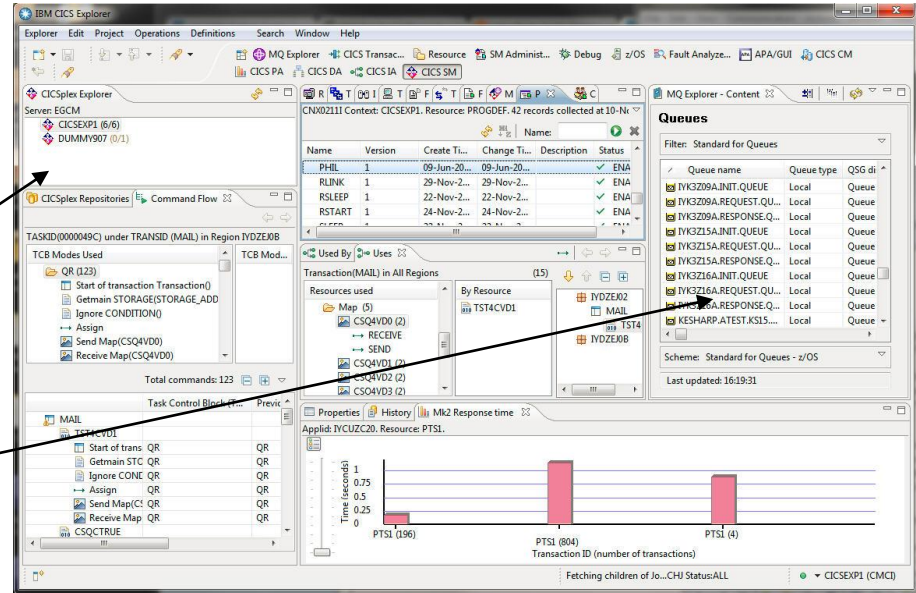 IBM CICS Explorer
Explorer Edit Project Operations Definitions Search Window Help
MQ Explorer CICS Transac... Resource SM Administ... Debug z/OS Fault Analyze... APA/GUI CICS CM
CICS PA CICS DA CICS IA CICS SM
CICSplex Explorer
Server: EGCM
CICSEXP1 (6/6)
DUMMY907 (0/1)
CICSplex Repositories Command Flow
TASKID(0000049C) under TRANSID (MAIL) in Region IYDZEJ0B
TCB Modes Used TCB Mod...
QR (123)
Start of transaction Transaction()
Getmain STORAGE(STORAGE_ADD
Ignore CONDITION()
Assign
Send Map(CSQ4VD0)
Receive Map(CSQ4VD0)
Total commands: 123
Task Control Block (T... Previc
MAIL
TST4CVD1
Start of trans QR QR
Getmain STC QR QR
Ignore CONE QR QR
Assign QR QR
Send Map(C! QR QR
Receive Map QR QR
CSQCTRUE
R T I T F T F M P C
CNX0211I Context: CICSEXP1. Resource: PROGDEF. 42 records collected at 10-No
Name:
Name Version Create Ti... Change Ti... Description Status
PHIL 1 09-Jun-20... 09-Jun-20... ENA
RLINK 1 29-Nov-2... 29-Nov-2... ENA
RSLEEP 1 22-Nov-2... 22-Nov-2... ENA
RSTART 1 24-Nov-2... 24-Nov-2... ENA
Used By Uses
Transaction(MAIL) in All Regions (15)
Resources used By Resource
Map (5)
CSQ4VD0 (2)
RECEIVE
SEND
CSQ4VD1 (2)
CSQ4VD2 (2)
CSQ4VD3 (2)
TST4CVD1
IYDZEJ02
MAIL
TST4
IYDZEJ0B
MQ Explorer - Content
Queues
Filter: Standard for Queues
Queue name Queue type QSG di
IYK3Z09A.INIT.QUEUE Local Queue
IYK3Z09A.REQUEST.QU... Local Queue
IYK3Z09A.RESPONSE.Q... Local Queue
IYK3Z15A.INIT.QUEUE Local Queue
IYK3Z15A.REQUEST.QU... Local Queue
IYK3Z15A.RESPONSE.Q... Local Queue
IYK3Z16A.INIT.QUEUE Local Queue
IYK3Z16A.REQUEST.QU... Local Queue
IYK3Z16A.RESPONSE.Q... Local Queue
KESHARP.ATEST.KS15.... Local Queue
Scheme: Standard for Queues - z/OS
Last updated: 16:19:31
Properties History Mk2 Response time
Applid: IYCUZC20. Resource: PTS1.
Time (seconds)
1
0.75
0.5
0.25
0
PTS1 (196) PTS1 (804) PTS1 (4)
Transaction ID (number of transactions)
Fetching children of Jo...CHJ Status:ALL CICSEXP1 (CMCI)